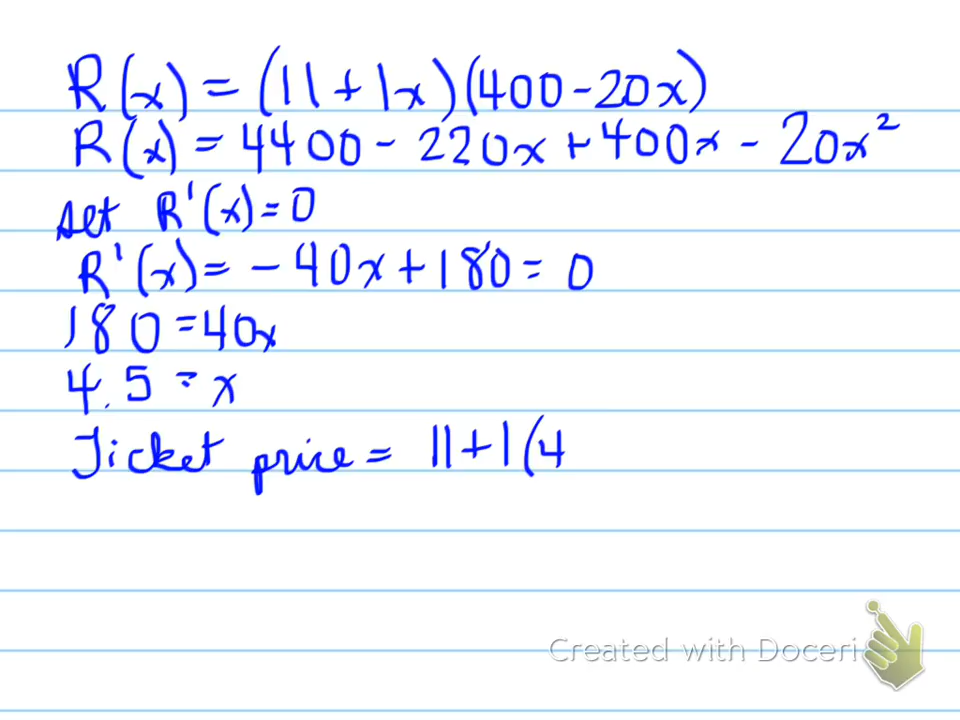 R(x) = (11 + 1x)(400 - 20x)
R(x) = 4400 - 220x + 400x - 20x²
set R'(x) = 0
R'(x) = - 40x + 180 = 0
180 = 40x
4.5 = x
Ticket price = 11 + 1(4
Created with Doceri